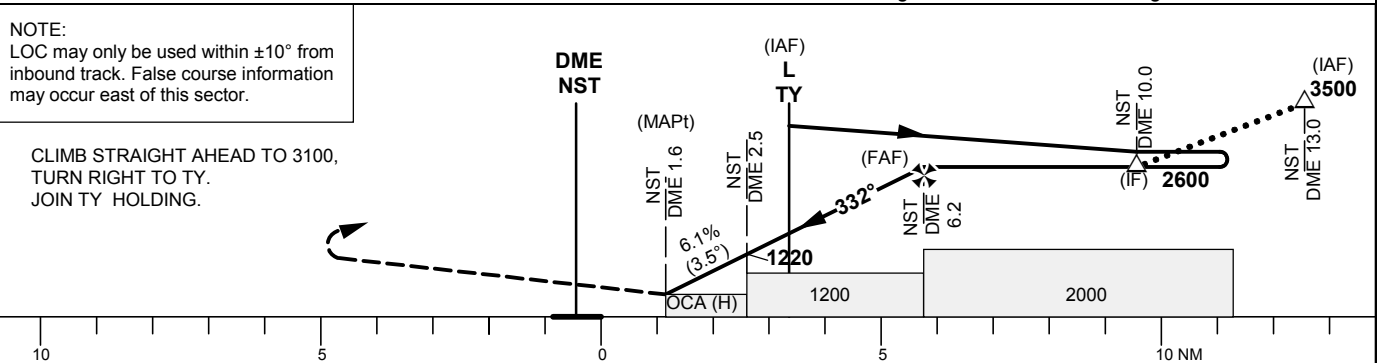 NOTE:
LOC may only be used within ±10° from
inbound track. False course information
may occur east of this sector.
CLIMB STRAIGHT AHEAD TO 3100,
TURN RIGHT TO TY.
JOIN TY HOLDING.
DME
NST
(MAPt)
NST
DME 1.6
NST
DME 2.5
(IAF)
L
TY
(FAF)
NST
DME
6.2
NST
DME 10.0
(IF)
2600
(IAF)
3500
NST
DME 13.0
332°
6.1%
(3.5°)
1220
OCA (H)
1200
2000
10
5
0
5
10 NM